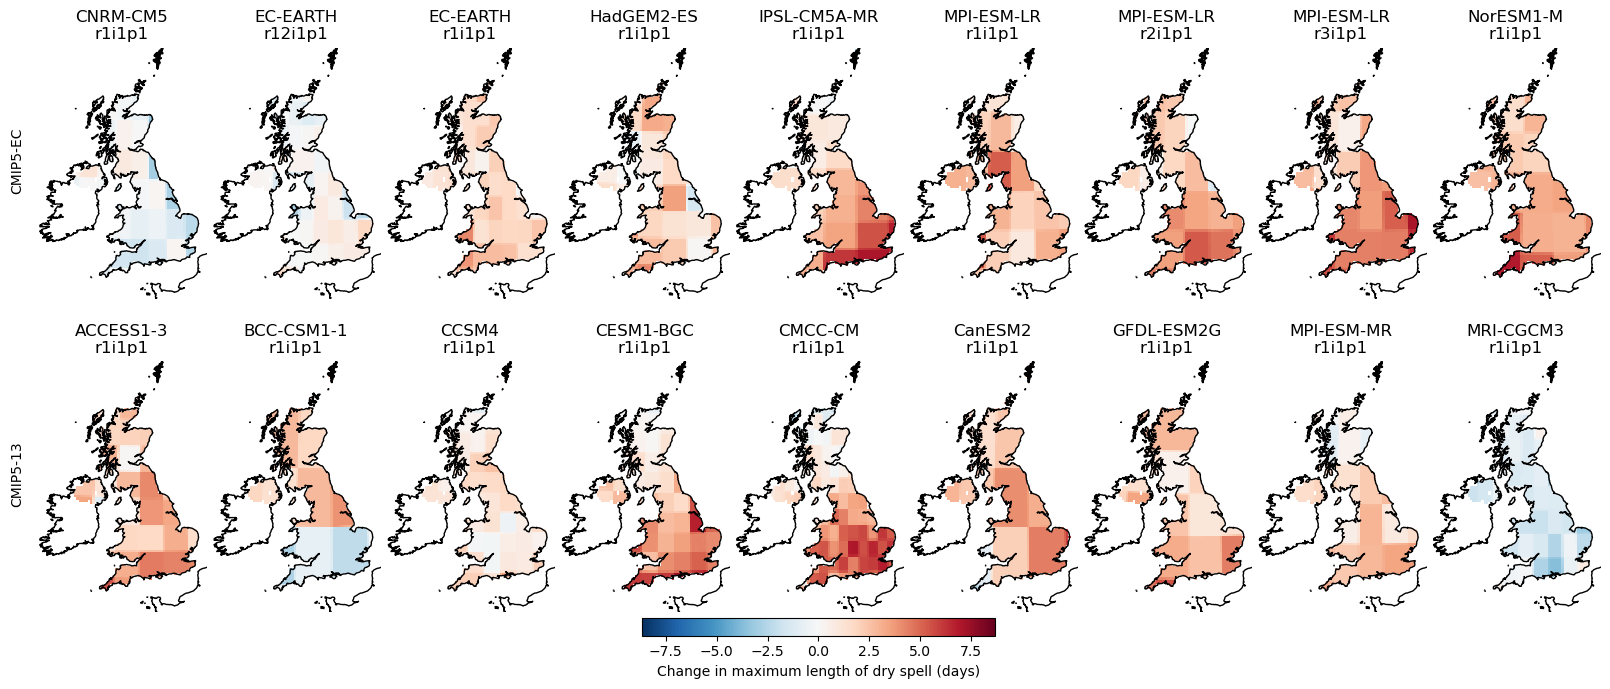 CNRM-CM5 EC-EARTH EC-EARTH HadGEM2-ES IPSL-CM5A-MR MPI-ESM-LR MPI-ESM-LR MPI-ESM-LR NorESM1-M
r1i1p1 r12i1p1 r1i1p1 r1i1p1 r1i1p1 r1i1p1 r2i1p1 r3i1p1 r1i1p1
CMIP5-EC
ACCESS1-3 BCC-CSM1-1 CCSM4 CESM1-BGC CMCC-CM CanESM2 GFDL-ESM2G MPI-ESM-MR MRI-CGCM3
r1i1p1 r1i1p1 r1i1p1 r1i1p1 r1i1p1 r1i1p1 r1i1p1 r1i1p1 r1i1p1
CMIP5-13
−7.5 −5.0 −2.5 0.0 2.5 5.0 7.5
Change in maximum length of dry spell (days)